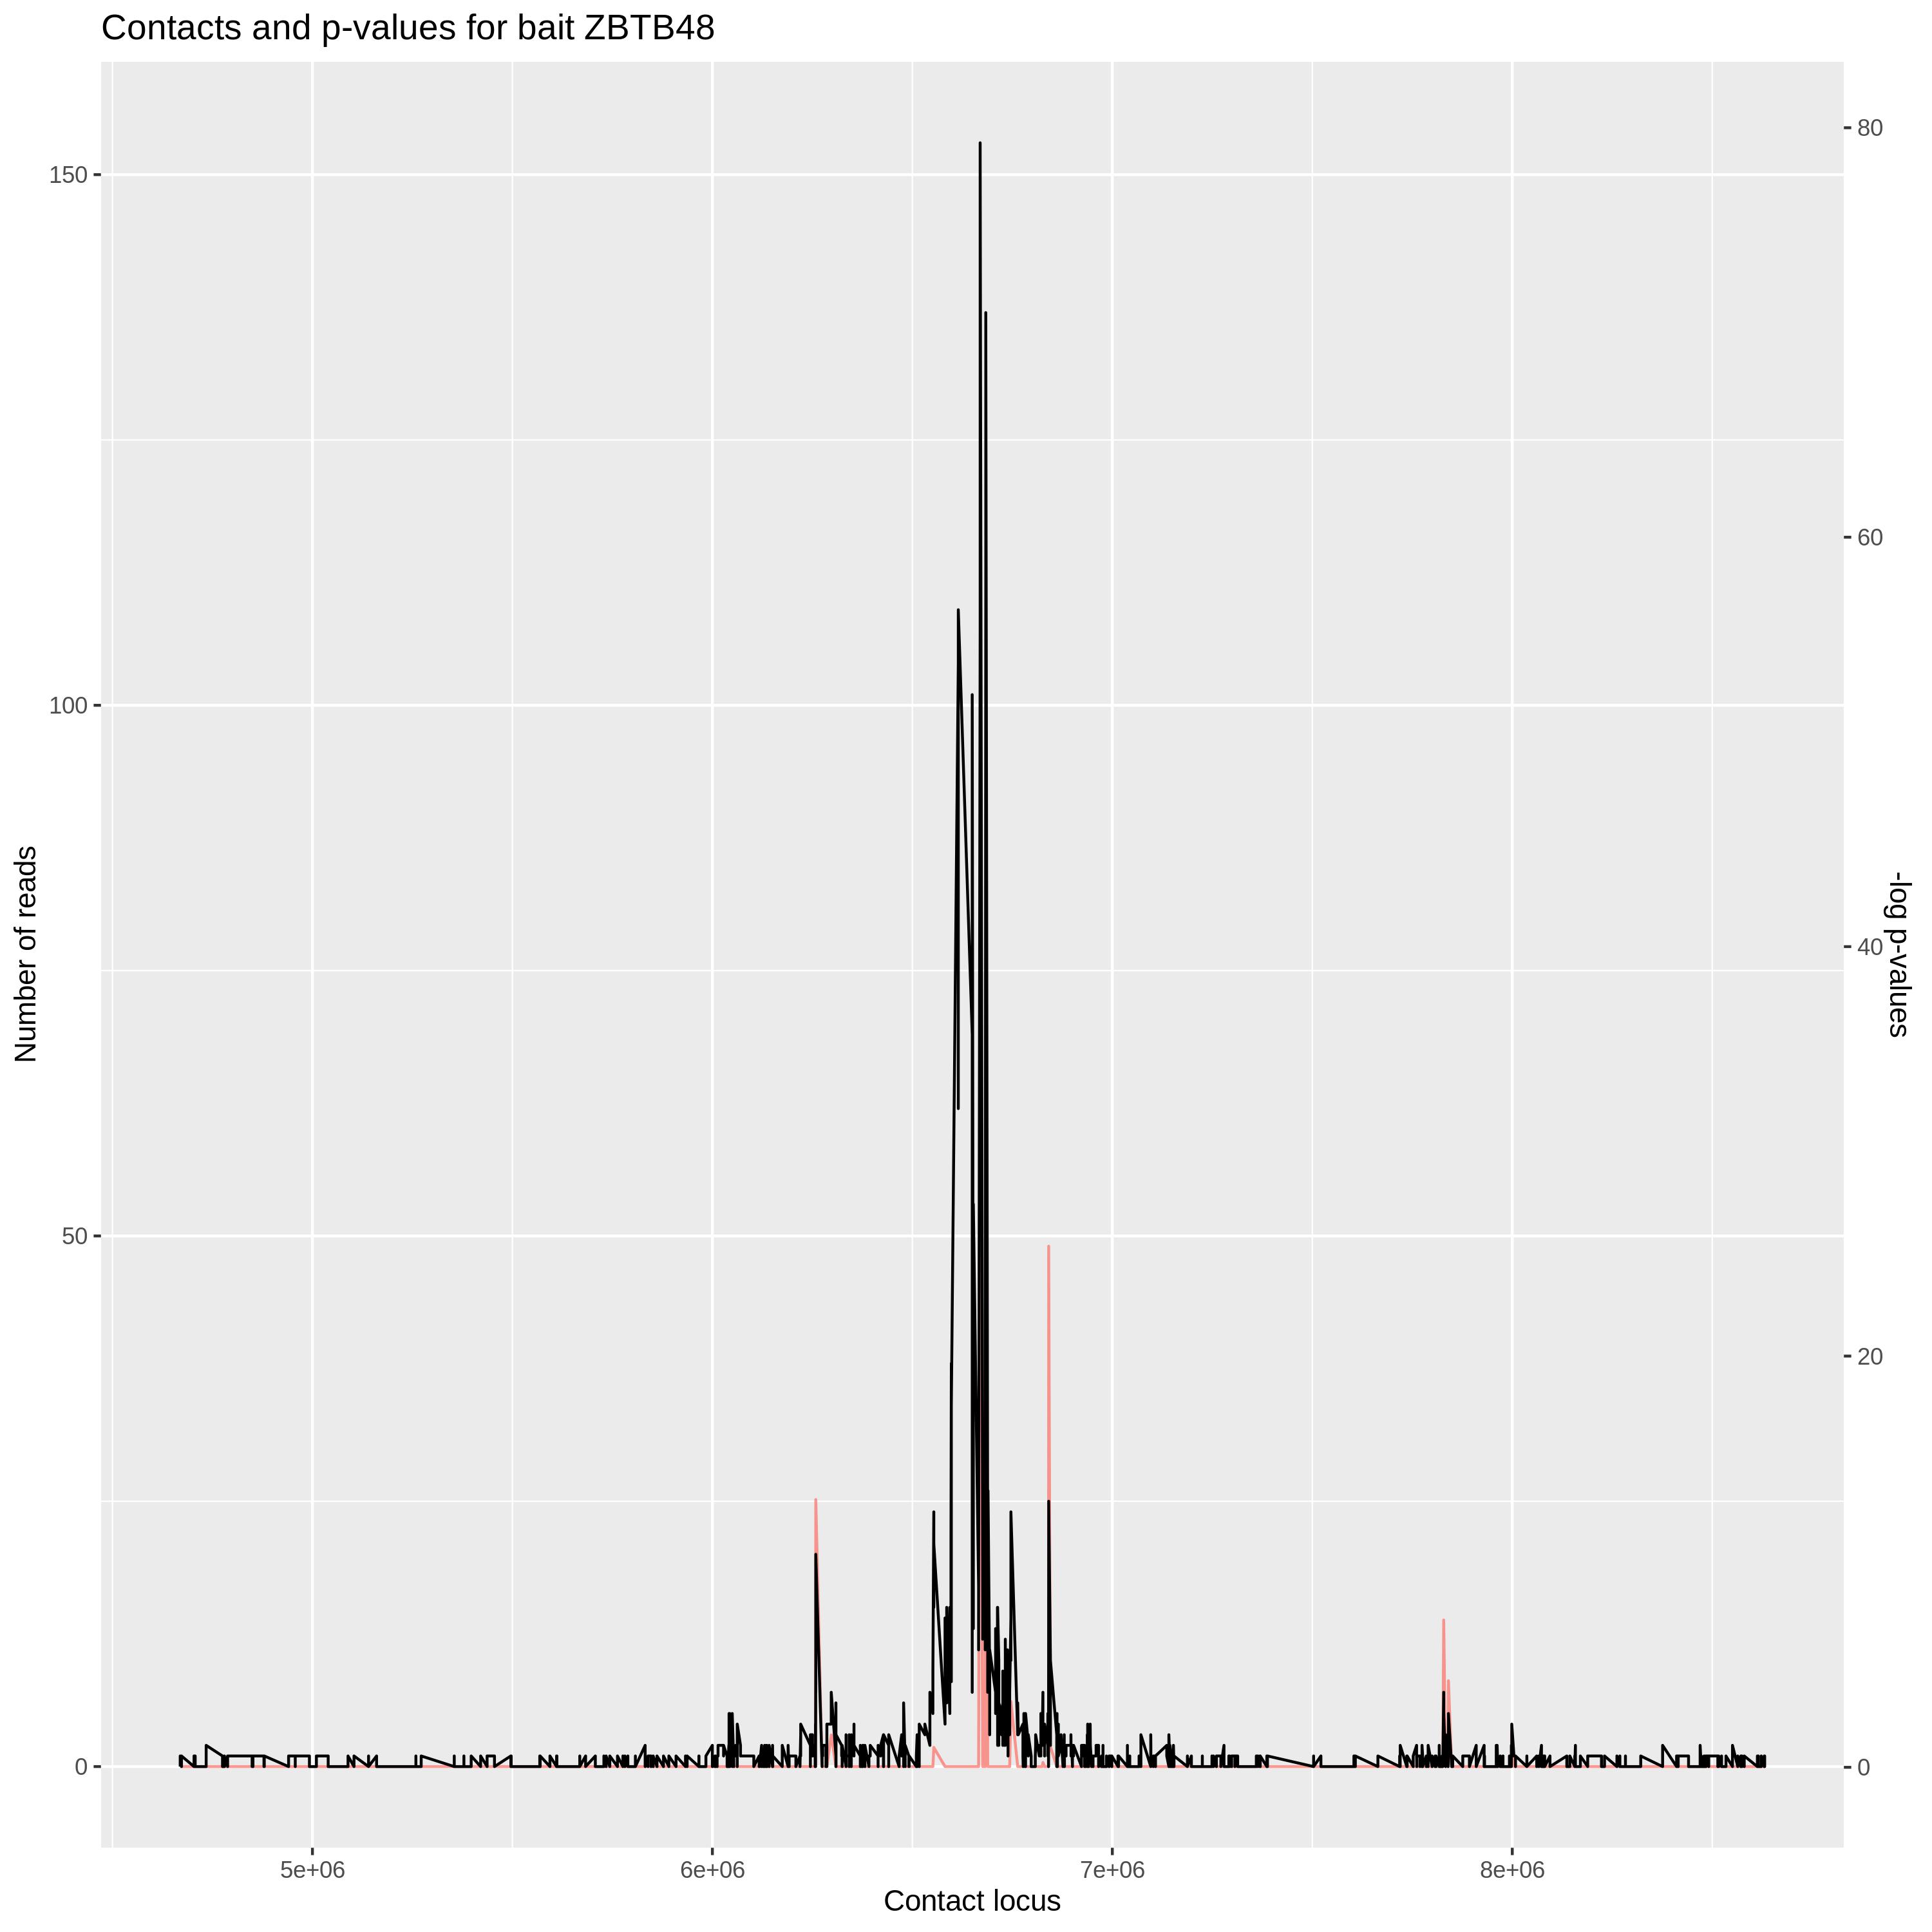 Contacts and p-values for bait ZBTB48
150
100
50
0
Number of reads
80
60
40
20
0
-log p-values
5e+06
6e+06
7e+06
8e+06
Contact locus